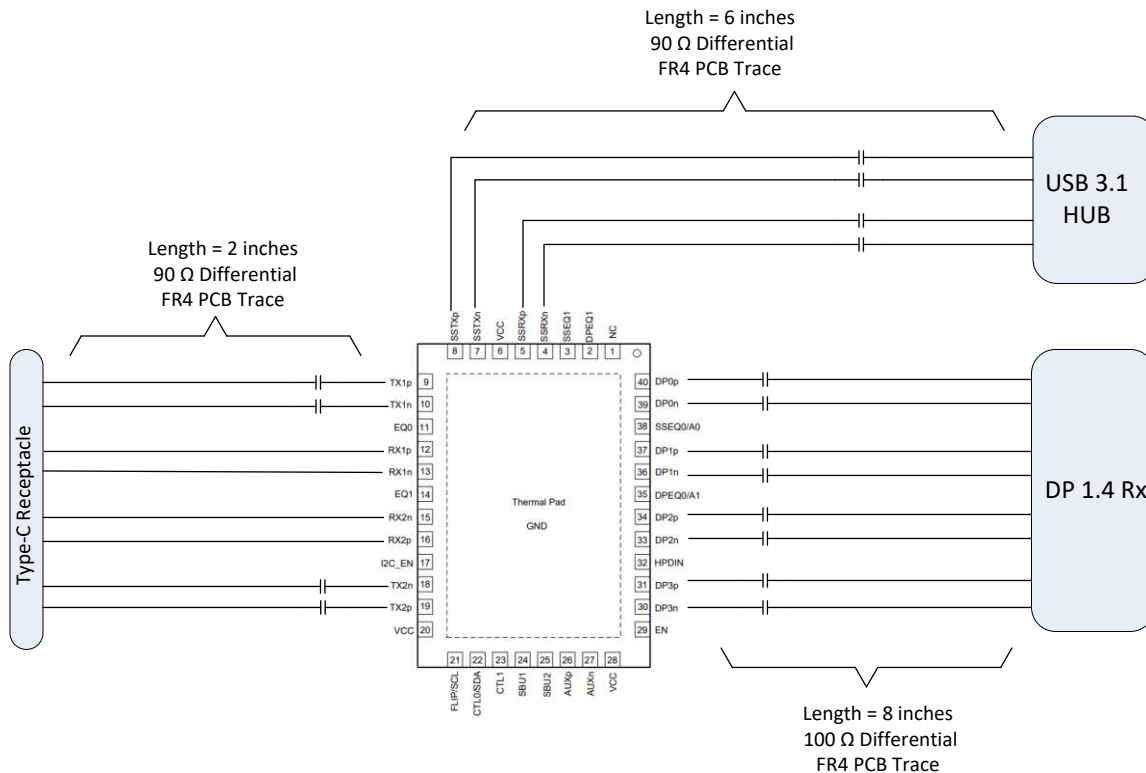 Length = 6 inches
90 Ω Differential
FR4 PCB Trace
USB 3.1
HUB
Length = 2 inches
90 Ω Differential
FR4 PCB Trace
SSTXp
SSTXn
VCC
SSRXp
SSRXn
SSEQ1
DPEQ1
NC
8 7 6 5 4 3 2 1
Type-C Receptacle
TX1p 9
TX1n 10
EQ0 11
RX1p 12
RX1n 13
EQ1 14
RX2n 15
RX2p 16
I2C_EN 17
TX2n 18
TX2p 19
VCC 20
Thermal Pad
GND
40 DP0p
39 DP0n
38 SSEQ0/A0
37 DP1p
36 DP1n
35 DPEQ0/A1
34 DP2p
33 DP2n
32 HPDIN
31 DP3p
30 DP3n
29 EN
DP 1.4 Rx
21 22 23 24 25 26 27 28
FLIP/SCL
CTL0/SDA
CTL1
SBU1
SBU2
AUXp
AUXn
VCC
Length = 8 inches
100 Ω Differential
FR4 PCB Trace